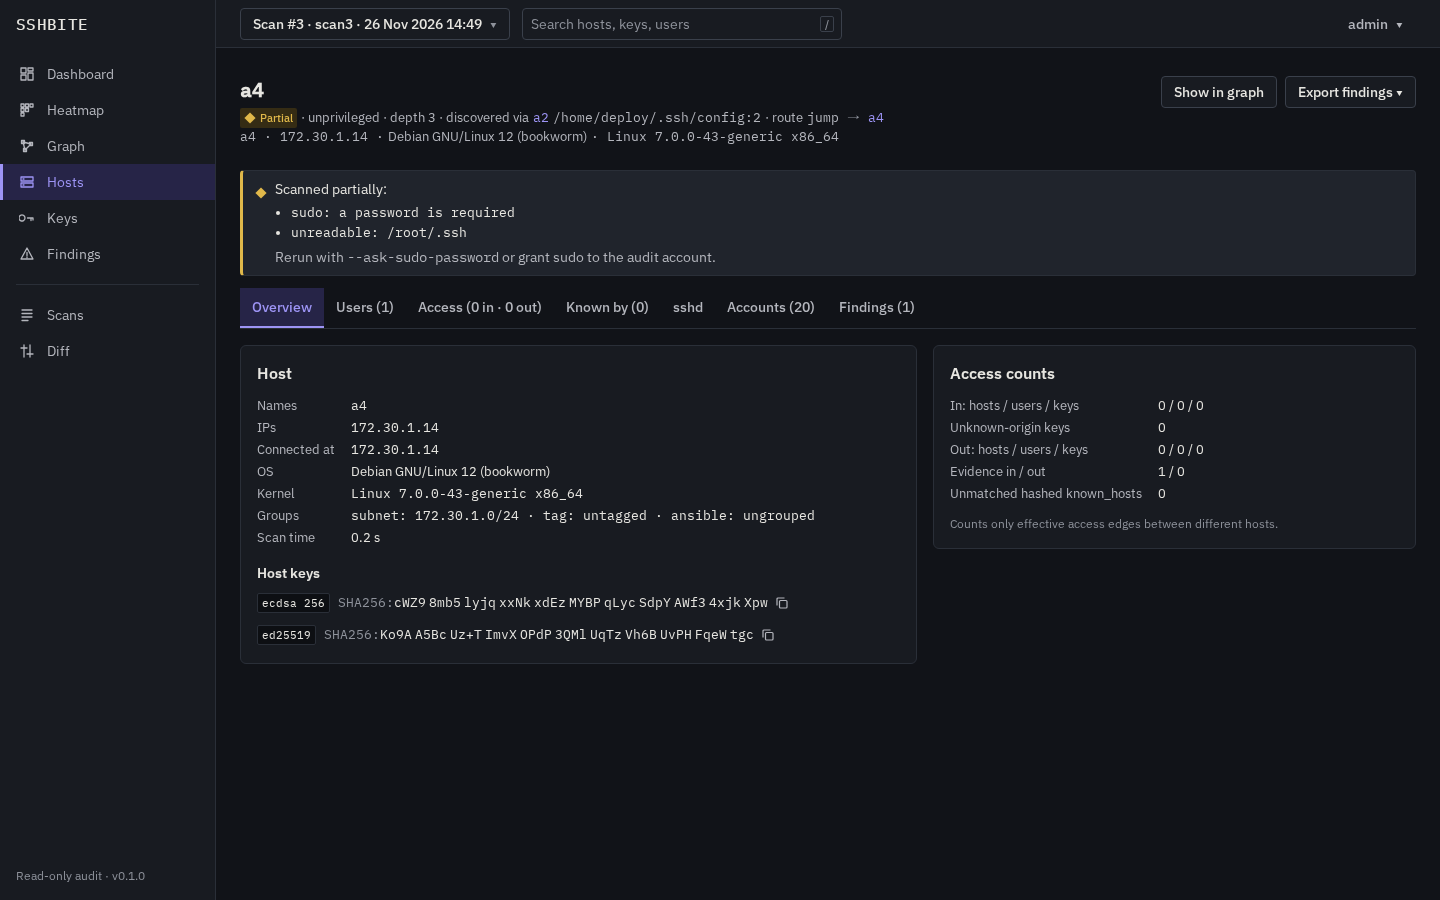 SSHBITE
Scan #3 · scan3 · 26 Nov 2026 14:49 ▾
Search hosts, keys, users
/
admin ▾
Dashboard
Heatmap
Graph
Hosts
Keys
Findings
Scans
Diff
Read-only audit · v0.1.0
a4
Show in graph
Export findings ▾
◆ Partial · unprivileged · depth 3 · discovered via a2 /home/deploy/.ssh/config:2 · route jump → a4
a4 · 172.30.1.14 · Debian GNU/Linux 12 (bookworm) · Linux 7.0.0-43-generic x86_64
◆ Scanned partially:
• sudo: a password is required
• unreadable: /root/.ssh
Rerun with --ask-sudo-password or grant sudo to the audit account.
Overview
Users (1)
Access (0 in · 0 out)
Known by (0)
sshd
Accounts (20)
Findings (1)
Host
Names a4
IPs 172.30.1.14
Connected at 172.30.1.14
OS Debian GNU/Linux 12 (bookworm)
Kernel Linux 7.0.0-43-generic x86_64
Groups subnet: 172.30.1.0/24 · tag: untagged · ansible: ungrouped
Scan time 0.2 s
Host keys
ecdsa 256 SHA256:cWZ9 8mb5 lyjq xxNk xdEz MYBP qLyc SdpY AWf3 4xjk Xpw
ed25519 SHA256:Ko9A A5Bc Uz+T ImvX OPdP 3QMl UqTz Vh6B UvPH FqeW tgc
Access counts
In: hosts / users / keys 0 / 0 / 0
Unknown-origin keys 0
Out: hosts / users / keys 0 / 0 / 0
Evidence in / out 1 / 0
Unmatched hashed known_hosts 0
Counts only effective access edges between different hosts.